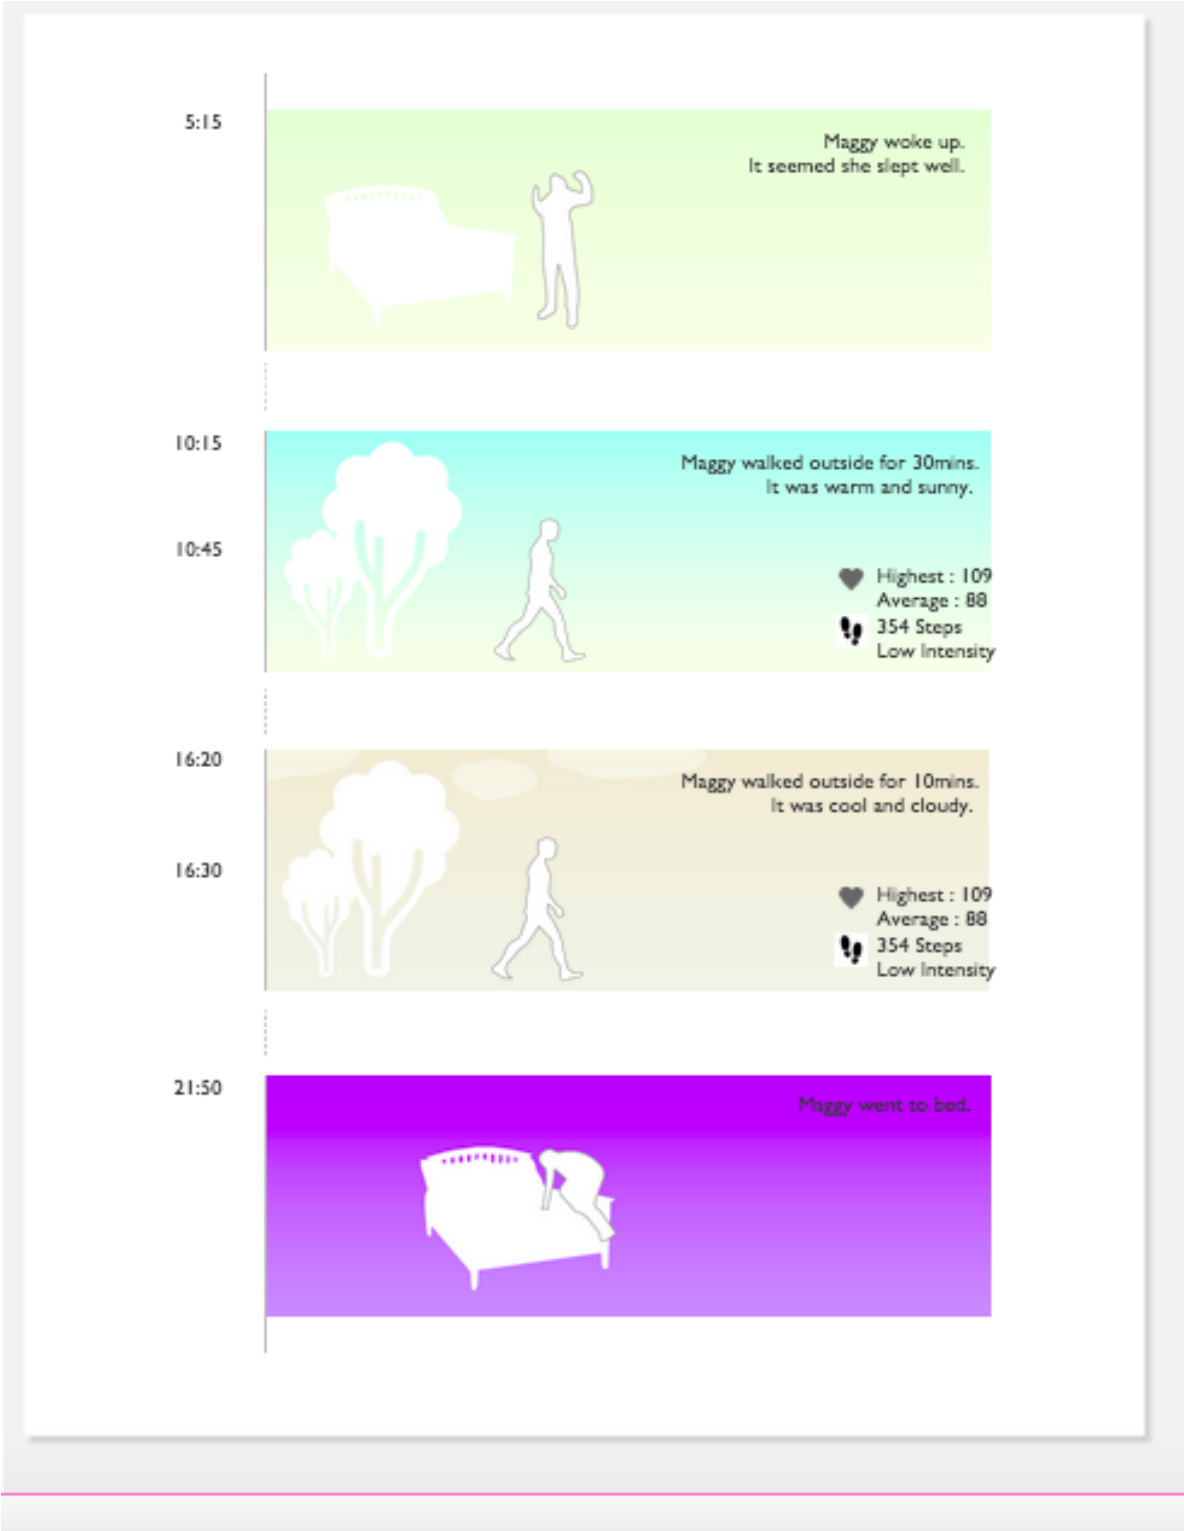 5:15
Maggy woke up.
It seemed she slept well.
10:15
Maggy walked outside for 30mins.
It was warm and sunny.
10:45
Highest : 109
Average : 88
354 Steps
Low Intensity
16:20
Maggy walked outside for 10mins.
It was cool and cloudy.
16:30
Highest : 109
Average : 88
354 Steps
Low Intensity
21:50
Maggy went to bed.